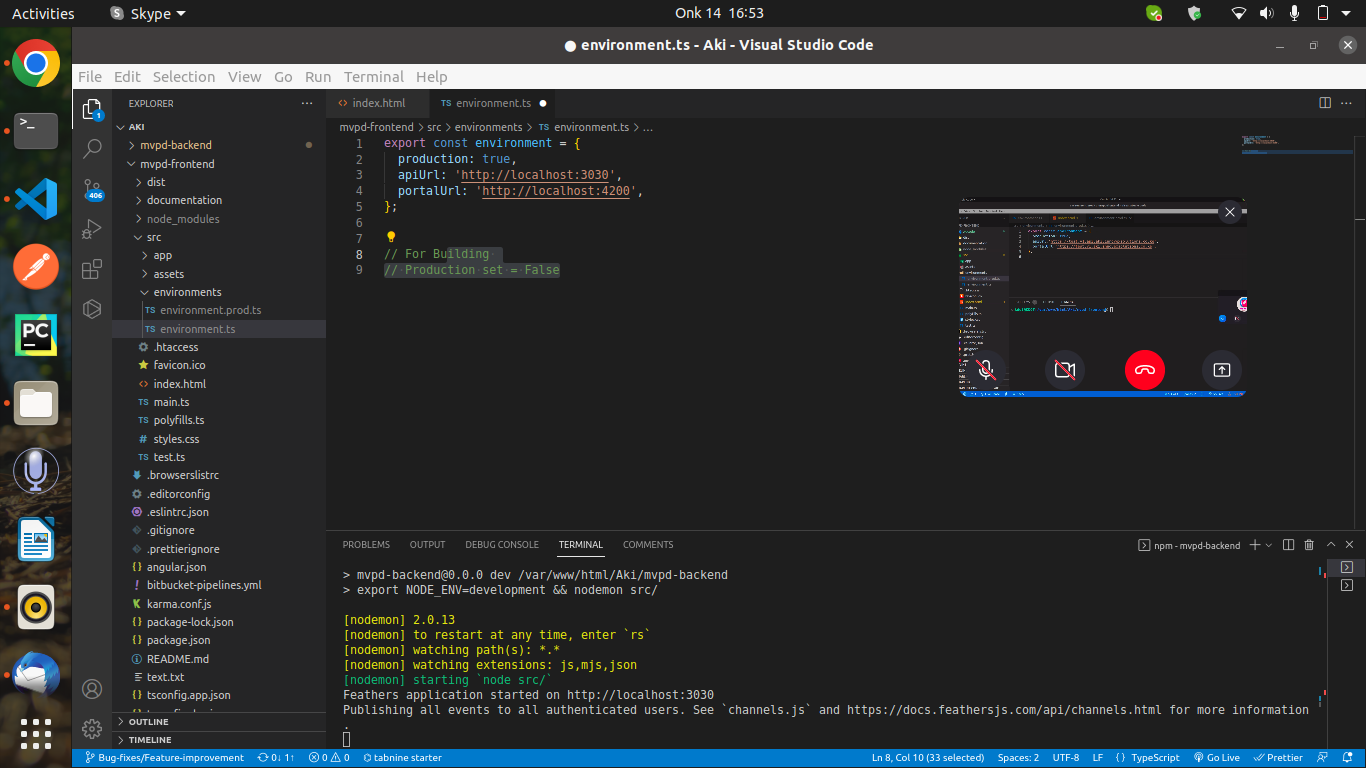 Activities
Skype
Onk 14 16:53
● environment.ts - Aki - Visual Studio Code
File Edit Selection View Go Run Terminal Help
1
406
EXPLORER
AKI
mvpd-backend
mvpd-frontend
dist
documentation
node_modules
src
app
assets
environments
TS environment.prod.ts
TS environment.ts
.htaccess
favicon.ico
index.html
TS main.ts
TS polyfills.ts
# styles.css
TS test.ts
.browserslistrc
.editorconfig
.eslintrc.json
.gitignore
.prettierignore
{ } angular.json
! bitbucket-pipelines.yml
karma.conf.js
{ } package-lock.json
{ } package.json
README.md
text.txt
{ } tsconfig.app.json
OUTLINE
TIMELINE
<> index.html
TS environment.ts ●
mvpd-frontend > src > environments > TS environment.ts > ...
1 export const environment = {
2 production: true,
3 apiUrl: 'http://localhost:3030',
4 portalUrl: 'http://localhost:4200',
5 };
6
7
8 // For Building
9 // Production set = False
PROBLEMS OUTPUT DEBUG CONSOLE TERMINAL COMMENTS
npm - mvpd-backend
> mvpd-backend@0.0.0 dev /var/www/html/Aki/mvpd-backend
> export NODE_ENV=development && nodemon src/
[nodemon] 2.0.13
[nodemon] to restart at any time, enter `rs`
[nodemon] watching path(s): *.*
[nodemon] watching extensions: js,mjs,json
[nodemon] starting `node src/`
Feathers application started on http://localhost:3030
Publishing all events to all authenticated users. See `channels.js` and https://docs.feathersjs.com/api/channels.html for more information
.
Bug-fixes/Feature-improvement 0↓ 1↑ 0 0 tabnine starter
Ln 8, Col 10 (33 selected) Spaces: 2 UTF-8 LF { } TypeScript Go Live Prettier
PC